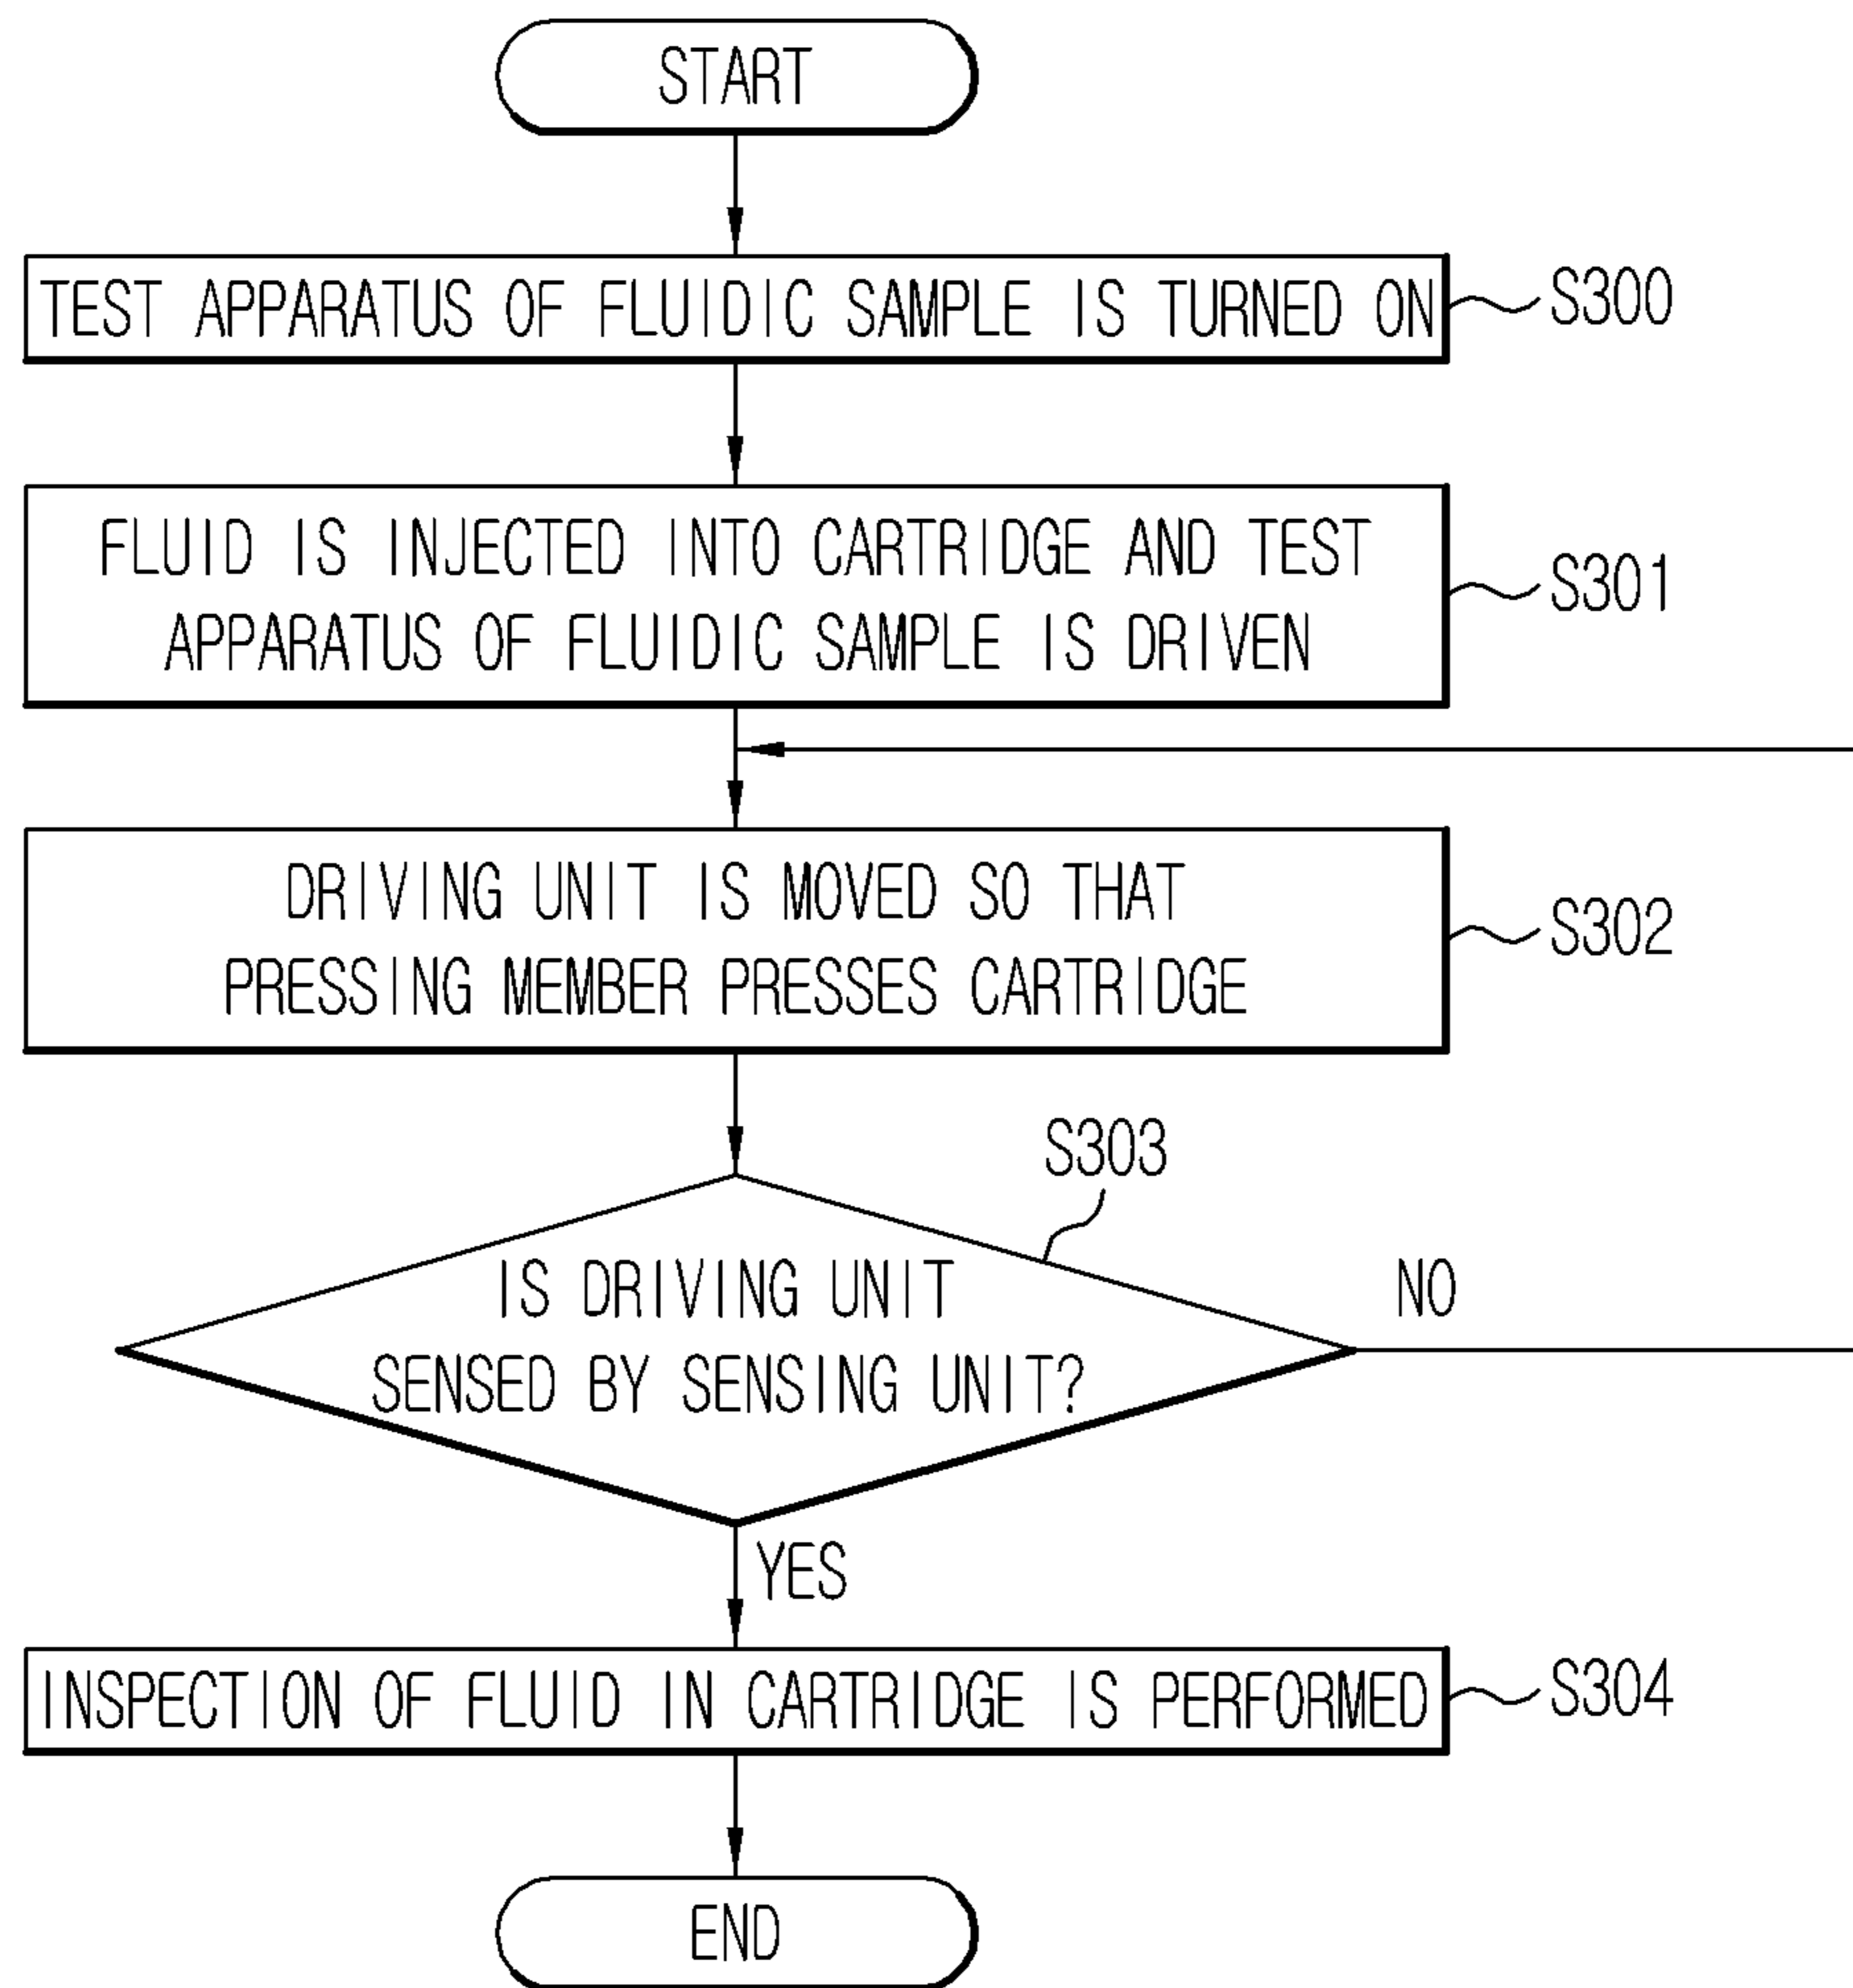 START
TEST APPARATUS OF FLUIDIC SAMPLE IS TURNED ON
S300
FLUID IS INJECTED INTO CARTRIDGE AND TEST
APPARATUS OF FLUIDIC SAMPLE IS DRIVEN
S301
DRIVING UNIT IS MOVED SO THAT
PRESSING MEMBER PRESSES CARTRIDGE
S302
S303
IS DRIVING UNIT
SENSED BY SENSING UNIT?
NO
YES
INSPECTION OF FLUID IN CARTRIDGE IS PERFORMED
S304
END